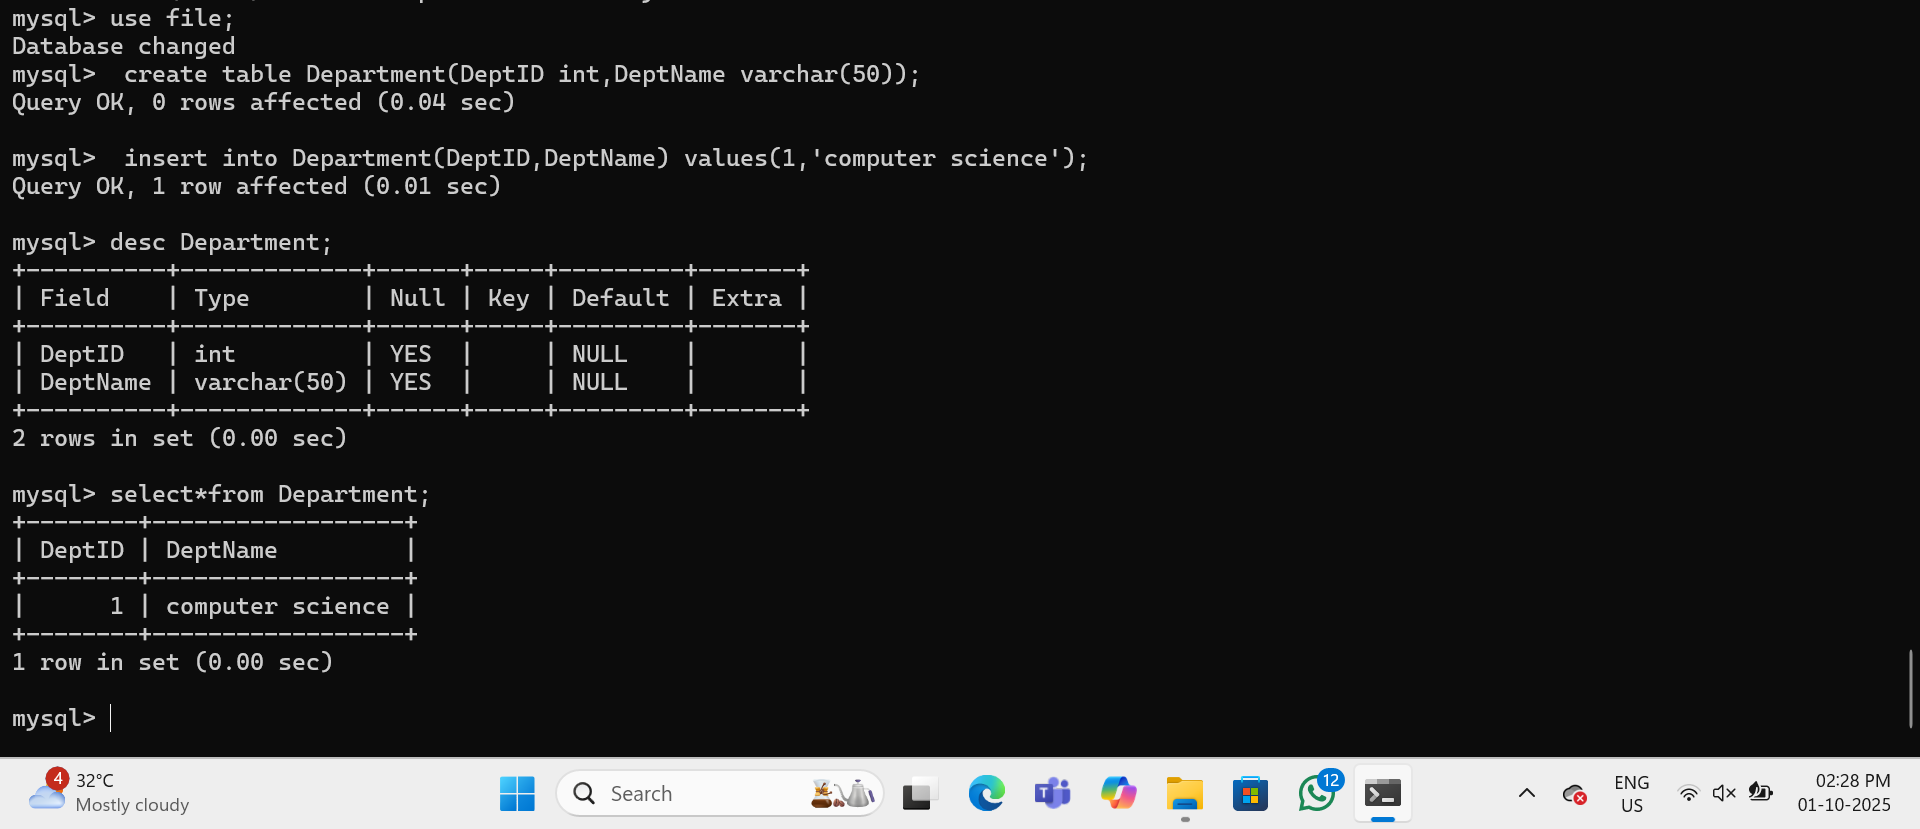 mysql> use file;
Database changed
mysql>  create table Department(DeptID int,DeptName varchar(50));
Query OK, 0 rows affected (0.04 sec)
mysql>  insert into Department(DeptID,DeptName) values(1,'computer science');
Query OK, 1 row affected (0.01 sec)
mysql> desc Department;
+----------+-------------+------+-----+---------+-------+
| Field    | Type        | Null | Key | Default | Extra |
+----------+-------------+------+-----+---------+-------+
| DeptID   | int         | YES  |     | NULL    |       |
| DeptName | varchar(50) | YES  |     | NULL    |       |
+----------+-------------+------+-----+---------+-------+
2 rows in set (0.00 sec)
mysql> select*from Department;
+--------+------------------+
| DeptID | DeptName         |
+--------+------------------+
|      1 | computer science |
+--------+------------------+
1 row in set (0.00 sec)
mysql>
4
32°C
Mostly cloudy
Search
12
ENG
US
02:28 PM
01-10-2025